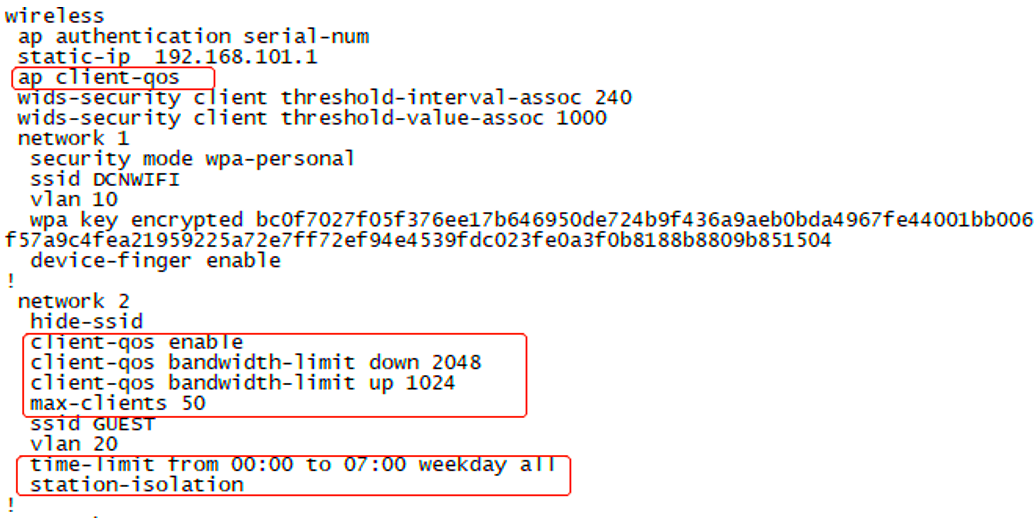 wireless
ap authentication serial-num
static-ip  192.168.101.1
ap client-qos
wids-security client threshold-interval-assoc 240
wids-security client threshold-value-assoc 1000
network 1
security mode wpa-personal
ssid DCNWIFI
vlan 10
wpa key encrypted bc0f7027f05f376ee17b646950de724b9f436a9aeb0bda4967fe44001bb006
f57a9c4fea21959225a72e7ff72ef94e4539fdc023fe0a3f0b8188b8809b851504
device-finger enable
!
network 2
hide-ssid
client-qos enable
client-qos bandwidth-limit down 2048
client-qos bandwidth-limit up 1024
max-clients 50
ssid GUEST
vlan 20
time-limit from 00:00 to 07:00 weekday all
station-isolation
!